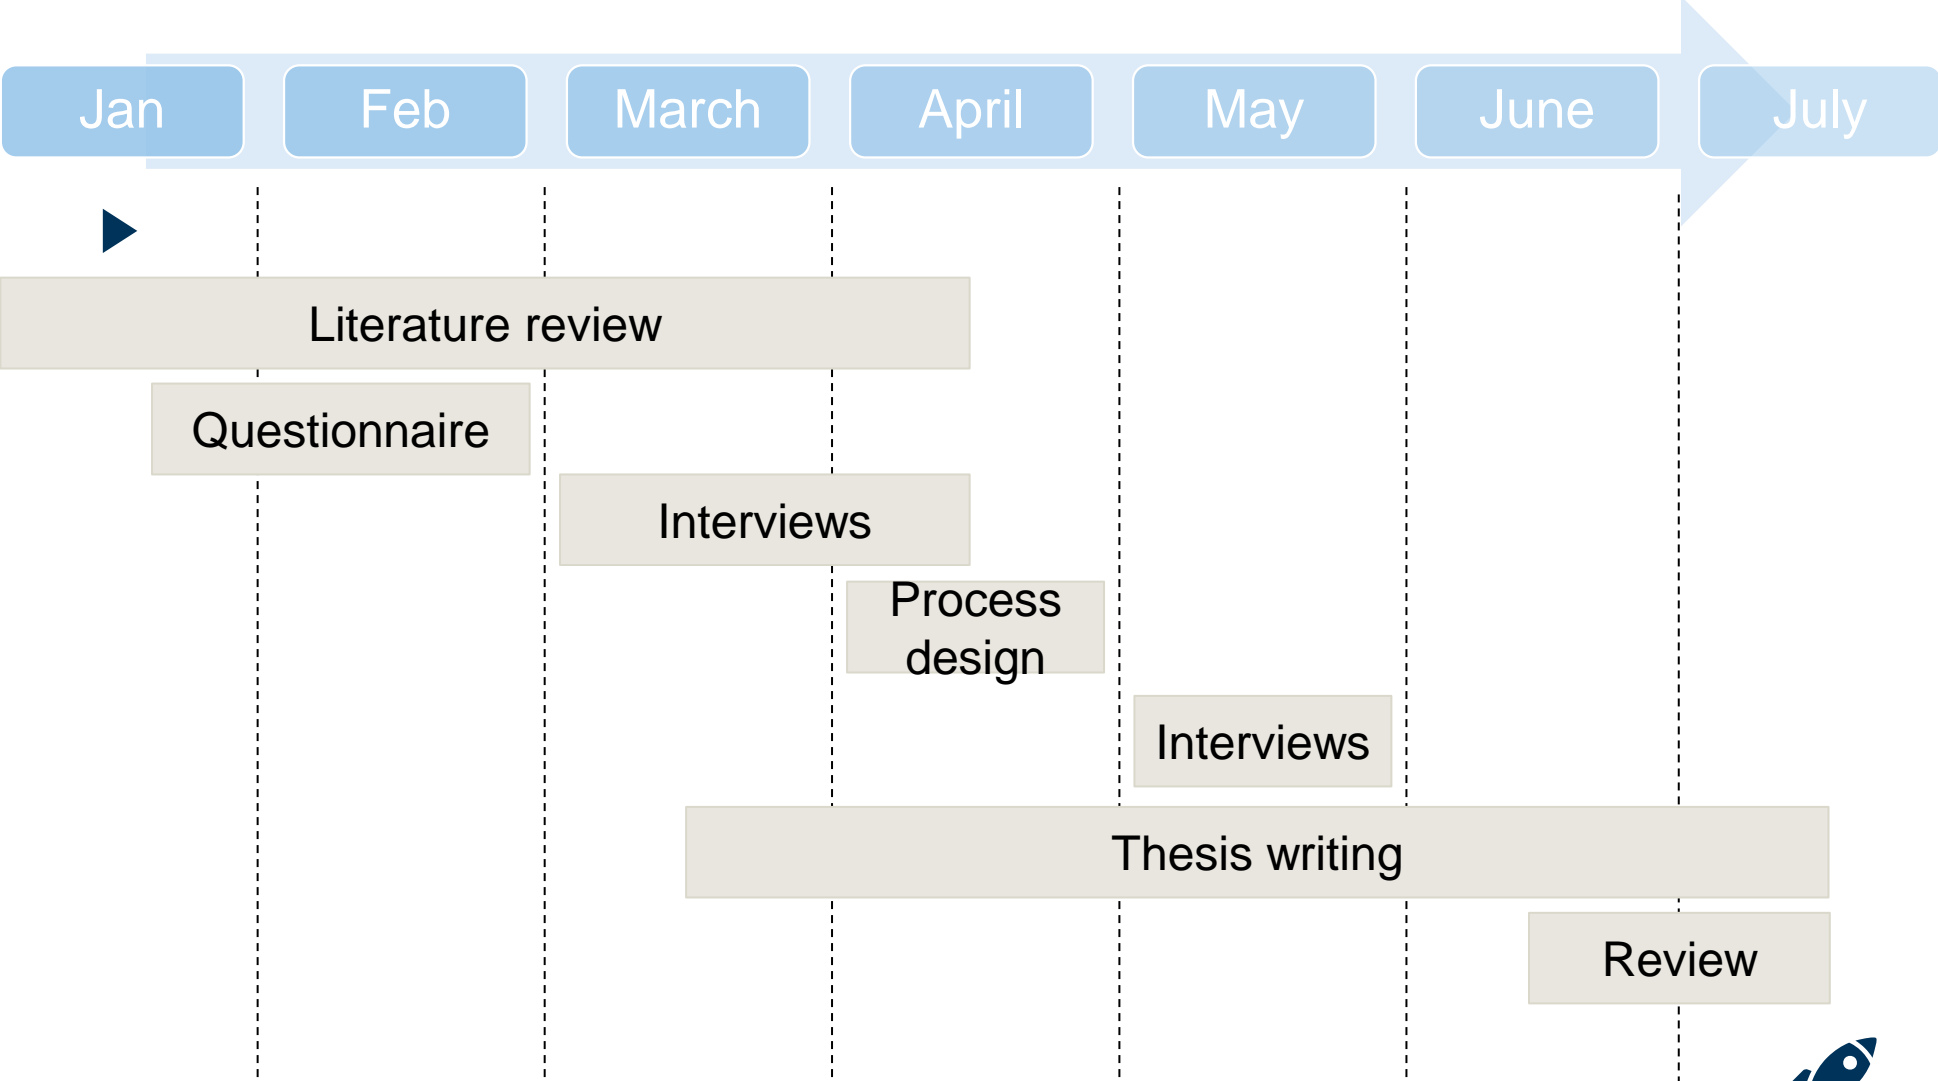 Jan Feb March April May June July
Literature review
Questionnaire
Interviews
Process
design
Interviews
Thesis writing
Review